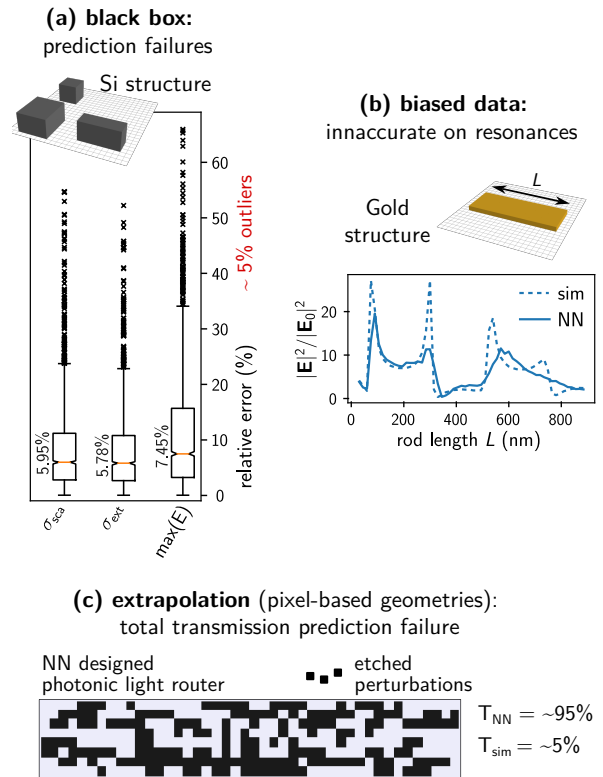 (a) black box:
prediction failures
Si structure
60
50
40
30
20
10
0
~ 5% outliers
relative error (%)
5.95%
5.78%
7.45%
σsca
σext
max(E)
(b) biased data:
innaccurate on resonances
L
Gold
structure
|E|²/|E₀|²
20
10
0
sim
NN
0 200 400 600 800
rod length L (nm)
(c) extrapolation (pixel-based geometries):
total transmission prediction failure
NN designed
photonic light router
etched
perturbations
T_NN = ~95%
T_sim = ~5%